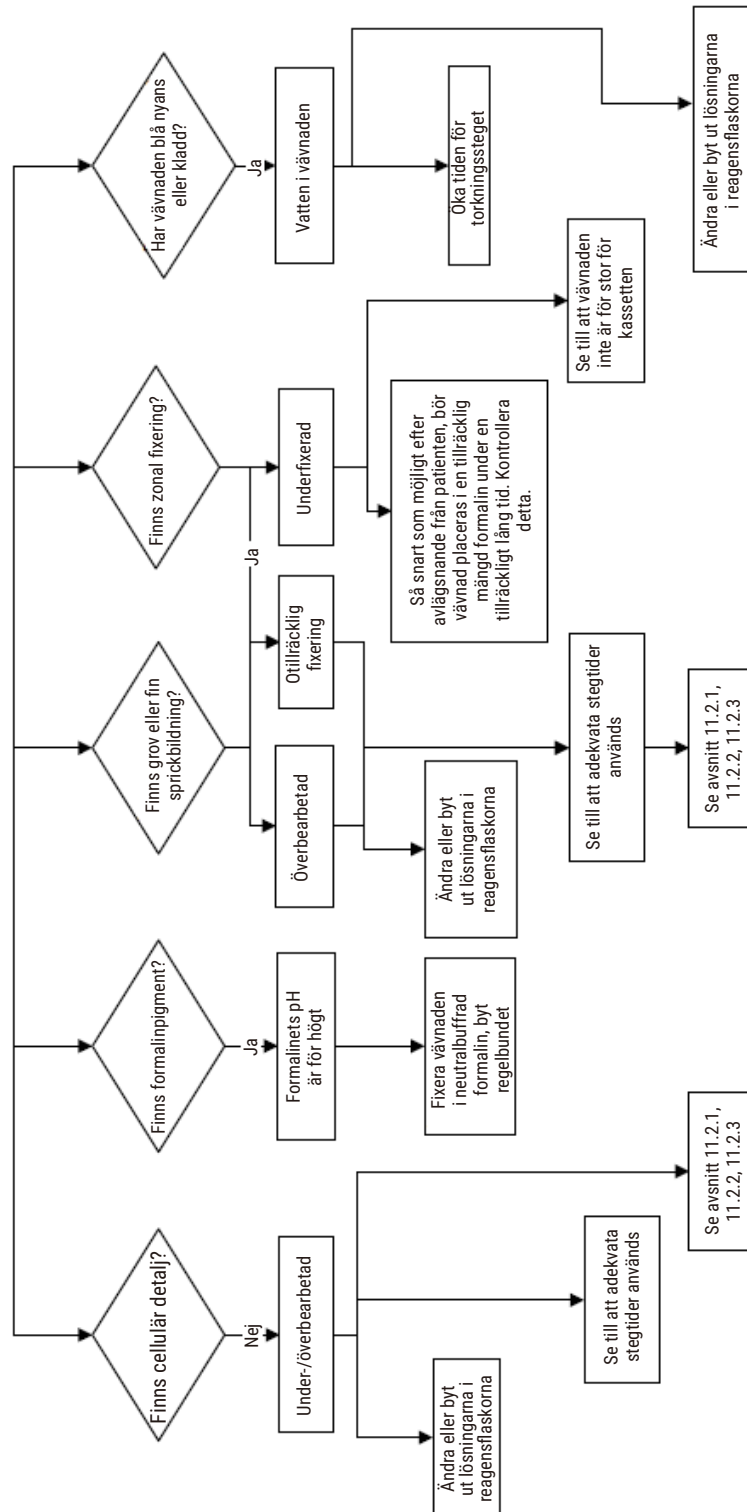 Finns cellulär detalj?
Nej
Under-/överbearbetad
Ändra eller byt
ut lösningarna i
reagensflaskorna
Se till att adekvata
stegtider används
Se avsnitt 11.2.1,
11.2.2, 11.2.3
Finns formalinpigment?
Ja
Formalinets pH
är för högt
Fixera vävnaden
i neutralbuffrad
formalin, byt
regelbundet
Finns grov eller fin
sprickbildning?
Överbearbetad
Otillräcklig
fixering
Ändra eller byt
ut lösningarna i
reagensflaskorna
Se till att adekvata stegtider
används
Se avsnitt 11.2.1,
11.2.2, 11.2.3
Finns zonal fixering?
Ja
Underfixerad
Så snart som möjligt efter
avlägsnande från patienten, bör
vävnad placeras i en tillräcklig
mängd formalin under en
tillräckligt lång tid. Kontrollera
detta.
Se till att vävnaden
inte är för stor för
kassetten
Har vävnaden blå nyans
eller kladd?
Ja
Vatten i vävnaden
Öka tiden för
torkningssteget
Ändra eller byt ut lösningarna
i reagensflaskorna